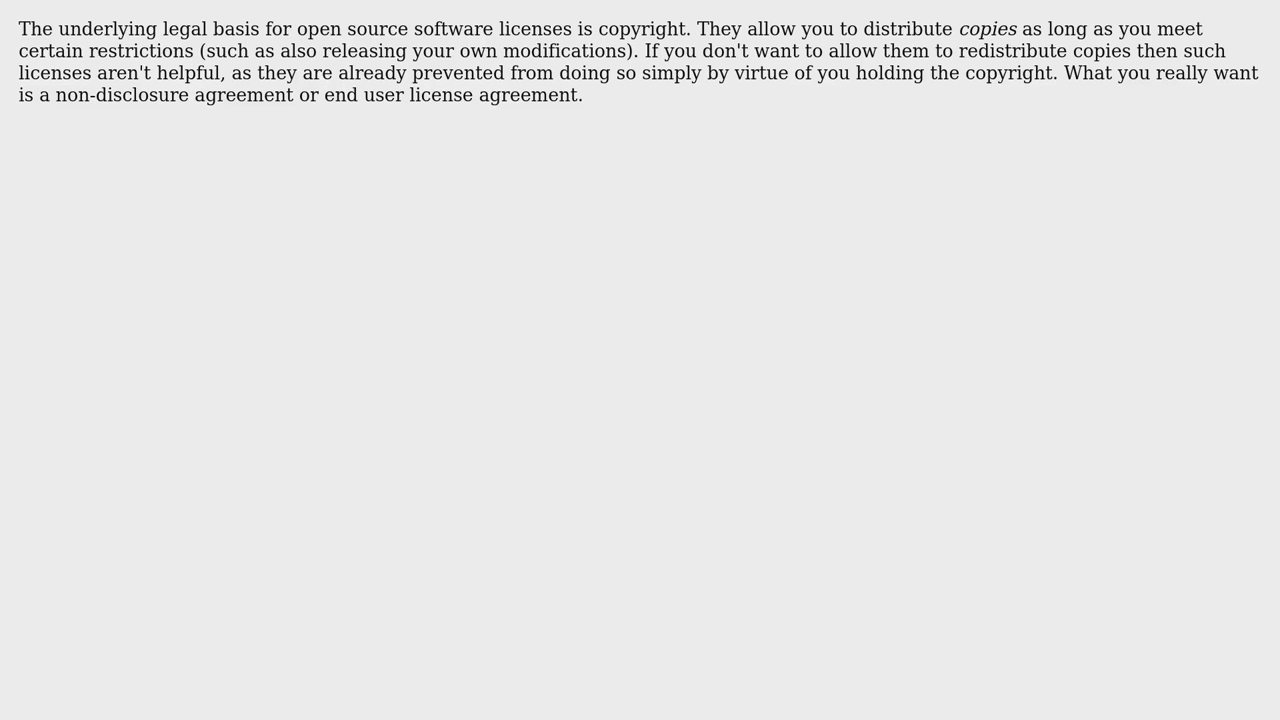 The underlying legal basis for open source software licenses is copyright. They allow you to distribute copies as long as you meet
certain restrictions (such as also releasing your own modifications). If you don't want to allow them to redistribute copies then such
licenses aren't helpful, as they are already prevented from doing so simply by virtue of you holding the copyright. What you really want
is a non-disclosure agreement or end user license agreement.